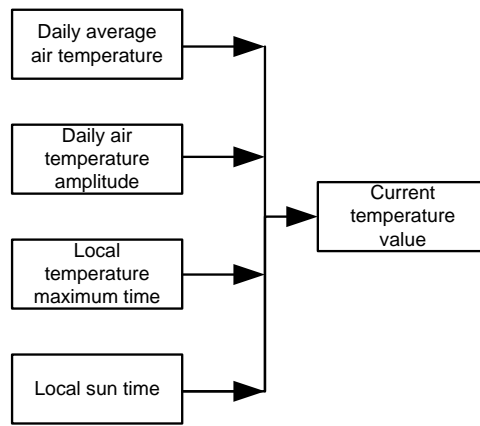 Daily average
air temperature
Daily air
temperature
amplitude
Local
temperature
maximum time
Local sun time
Current
temperature
value